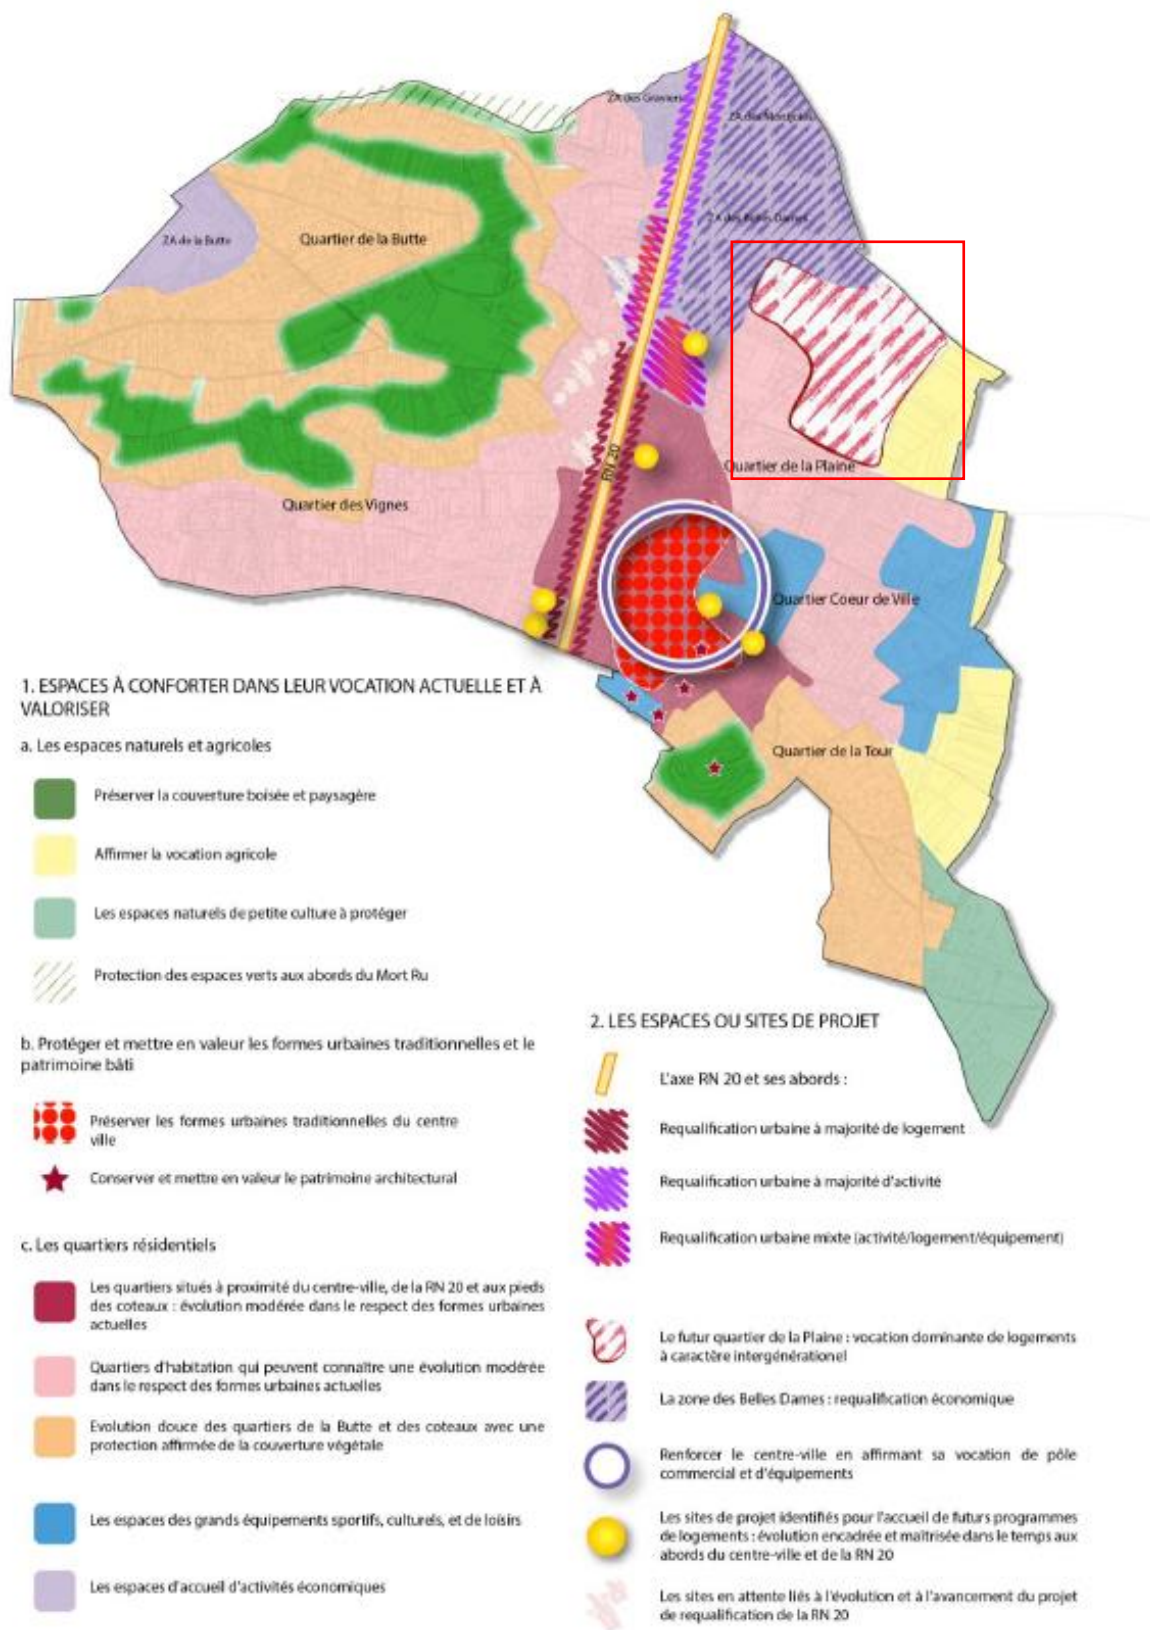 ZA des Graviers
ZA des Montgolis
ZA des Belles Dames
ZA de la Butte
Quartier de la Butte
RN 20
Quartier de la Plaine
Quartier des Vignes
Quartier Coeur de Ville
Quartier de la Tour
1. ESPACES À CONFORTER DANS LEUR VOCATION ACTUELLE ET À
VALORISER
a. Les espaces naturels et agricoles
Préserver la couverture boisée et paysagère
Affirmer la vocation agricole
Les espaces naturels de petite culture à protéger
Protection des espaces verts aux abords du Mort Ru
b. Protéger et mettre en valeur les formes urbaines traditionnelles et le
patrimoine bâti
Préserver les formes urbaines traditionnelles du centre
ville
Conserver et mettre en valeur le patrimoine architectural
c. Les quartiers résidentiels
Les quartiers situés à proximité du centre-ville, de la RN 20 et aux pieds
des coteaux : évolution modérée dans le respect des formes urbaines
actuelles
Quartiers d'habitation qui peuvent connaître une évolution modérée
dans le respect des formes urbaines actuelles
Evolution douce des quartiers de la Butte et des coteaux avec une
protection affirmée de la couverture végétale
Les espaces des grands équipements sportifs, culturels, et de loisirs
Les espaces d'accueil d'activités économiques
2. LES ESPACES OU SITES DE PROJET
L'axe RN 20 et ses abords :
Requalification urbaine à majorité de logement
Requalification urbaine à majorité d'activité
Requalification urbaine mixte (activité/logement/équipement)
Le futur quartier de la Plaine : vocation dominante de logements
à caractère intergénérationel
La zone des Belles Dames : requalification économique
Renforcer le centre-ville en affirmant sa vocation de pôle
commercial et d'équipements
Les sites de projet identifiés pour l'accueil de futurs programmes
de logements : évolution encadrée et maîtrisée dans le temps aux
abords du centre-ville et de la RN 20
Les sites en attente liés à l'évolution et à l'avancement du projet
de requalification de la RN 20